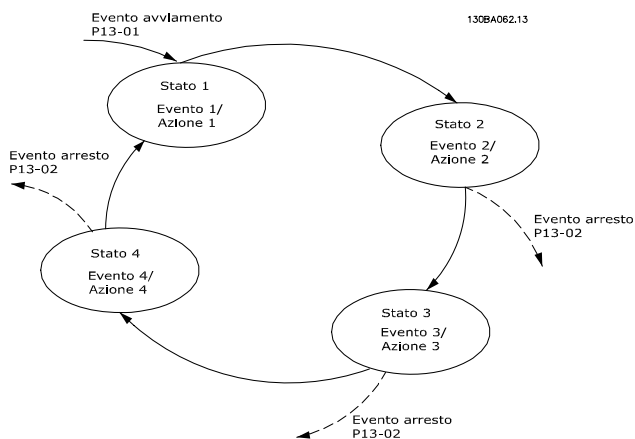 Evento avviamento
P13-01
130BA062.13
Stato 1
Evento 1/
Azione 1
Stato 2
Evento 2/
Azione 2
Evento arresto
P13-02
Evento arresto
P13-02
Stato 4
Evento 4/
Azione 4
Stato 3
Evento 3/
Azione 3
Evento arresto
P13-02